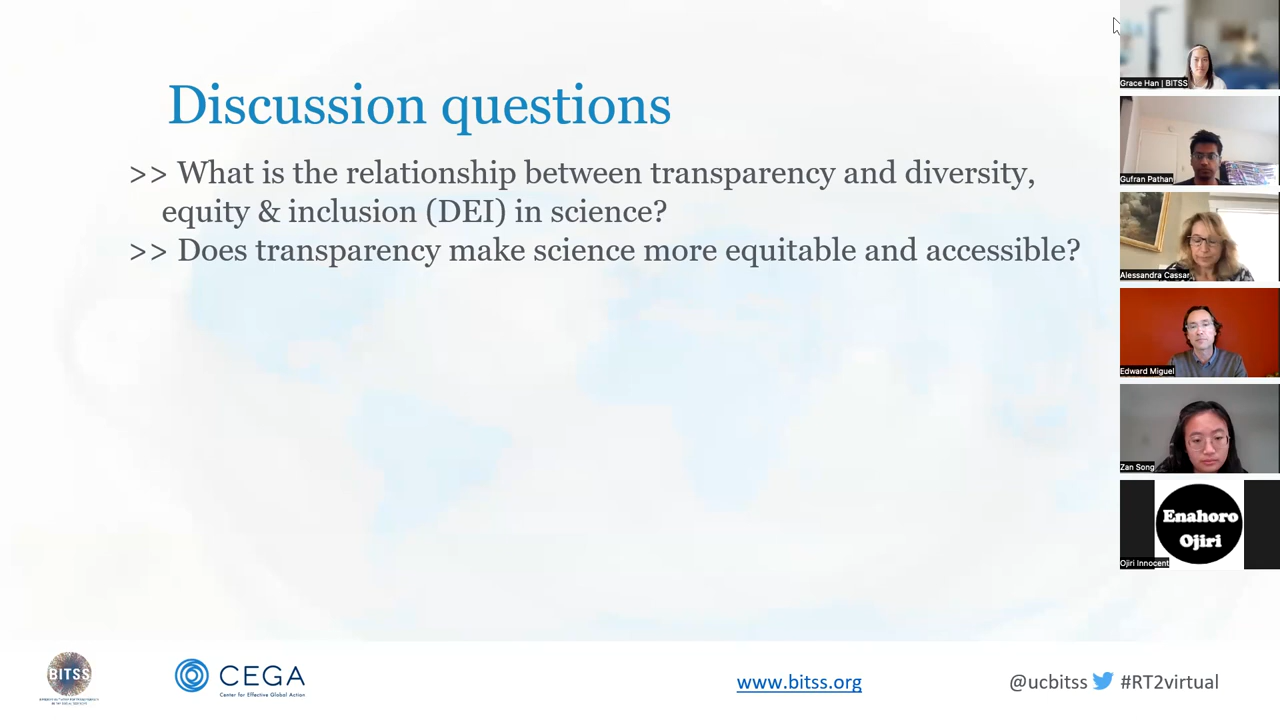 Discussion questions
>> What is the relationship between transparency and diversity,
equity & inclusion (DEI) in science?
>> Does transparency make science more equitable and accessible?
Grace Han | BITSS
Gufran Pathan
Alessandra Cassar
Edward Miguel
Zan Song
Enahoro
Ojiri
Ojiri Innocent
BITSS
CEGA
Center for Effective Global Action
www.bitss.org
@ucbitss #RT2virtual